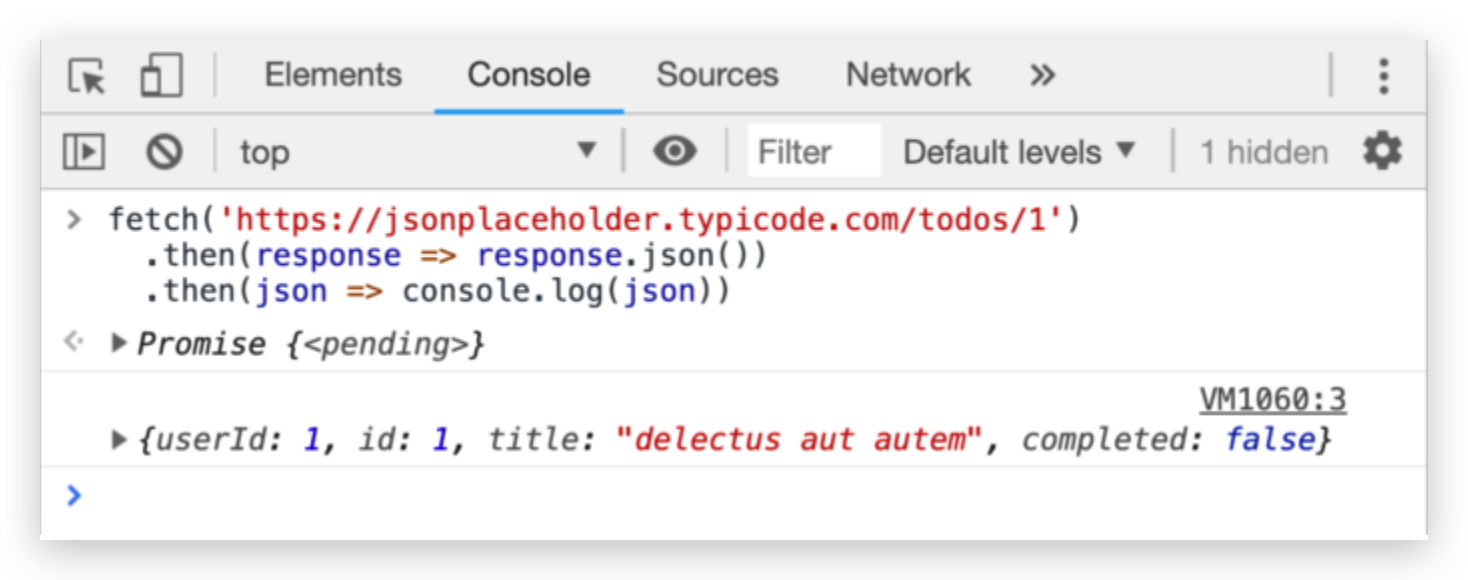 Elements Console Sources Network »
top ▼ Filter Default levels ▼ 1 hidden
> fetch('https://jsonplaceholder.typicode.com/todos/1')
.then(response => response.json())
.then(json => console.log(json))
<· ▶ Promise {<pending>}
VM1060:3
▶ {userId: 1, id: 1, title: "delectus aut autem", completed: false}
>